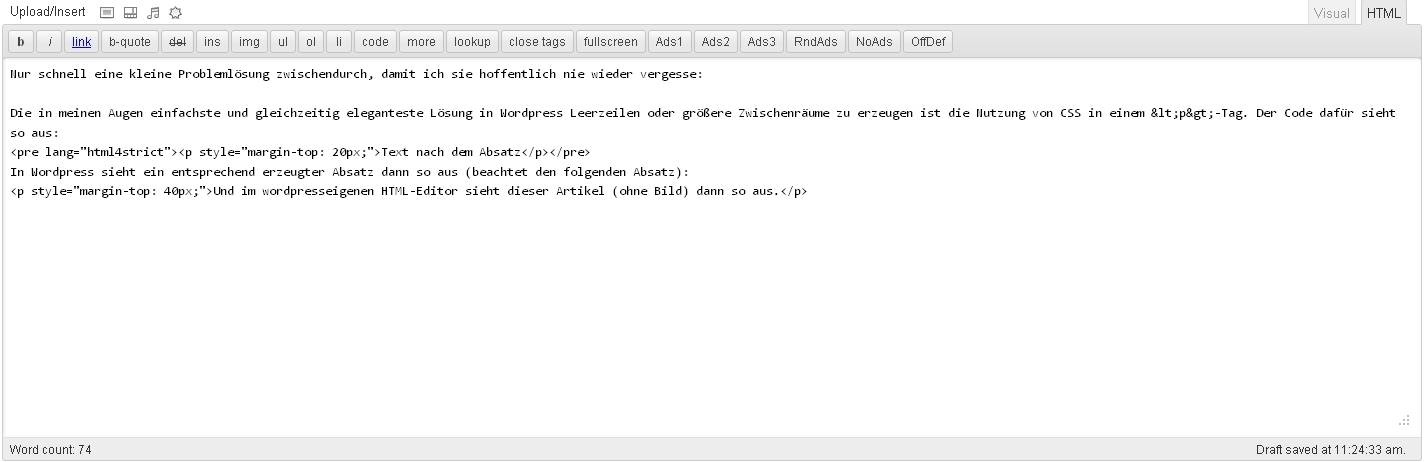 Upload/Insert
Visual HTML
b i link b-quote del ins img ul ol li code more lookup close tags fullscreen Ads1 Ads2 Ads3 RndAds NoAds OffDef
Nur schnell eine kleine Problemlösung zwischendurch, damit ich sie hoffentlich nie wieder vergesse:
Die in meinen Augen einfachste und gleichzeitig eleganteste Lösung in Wordpress Leerzeilen oder größere Zwischenräume zu erzeugen ist die Nutzung von CSS in einem &lt;p&gt;-Tag. Der Code dafür sieht
so aus:
<pre lang="html4strict"><p style="margin-top: 20px;">Text nach dem Absatz</p></pre>
In Wordpress sieht ein entsprechend erzeugter Absatz dann so aus (beachtet den folgenden Absatz):
<p style="margin-top: 40px;">Und im wordpresseigenen HTML-Editor sieht dieser Artikel (ohne Bild) dann so aus.</p>
Word count: 74
Draft saved at 11:24:33 am.